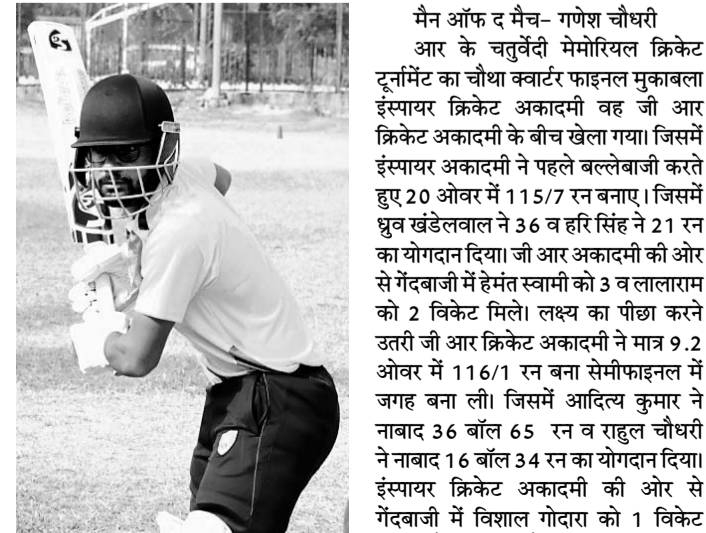 मैन ऑफ द मैच- गणेश चौधरी
आर के चतुर्वेदी मेमोरियल क्रिकेट
टूर्नामेंट का चौथा क्वार्टर फाइनल मुकाबला
इंस्पायर क्रिकेट अकादमी वह जी आर
क्रिकेट अकादमी के बीच खेला गया। जिसमें
इंस्पायर अकादमी ने पहले बल्लेबाजी करते
हुए 20 ओवर में 115/7 रन बनाए। जिसमें
ध्रुव खंडेलवाल ने 36 व हरि सिंह ने 21 रन
का योगदान दिया। जी आर अकादमी की ओर
से गेंदबाजी में हेमंत स्वामी को 3 व लालाराम
को 2 विकेट मिले। लक्ष्य का पीछा करने
उतरी जी आर क्रिकेट अकादमी ने मात्र 9.2
ओवर में 116/1 रन बना सेमीफाइनल में
जगह बना ली। जिसमें आदित्य कुमार ने
नाबाद 36 बॉल 65 रन व राहुल चौधरी
ने नाबाद 16 बॉल 34 रन का योगदान दिया।
इंस्पायर क्रिकेट अकादमी की ओर से
गेंदबाजी में विशाल गोदारा को 1 विकेट